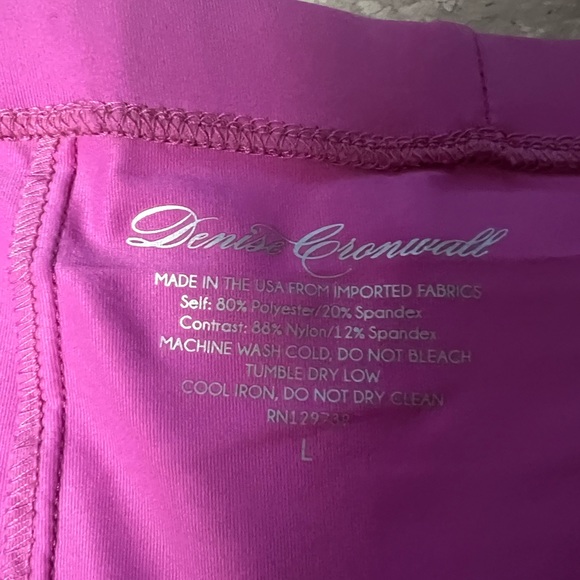 Denise Cronwall
MADE IN THE USA FROM IMPORTED FABRICS
Self: 80% Polyester/20% Spandex
Contrast: 88% Nylon/12% Spandex
MACHINE WASH COLD, DO NOT BLEACH
TUMBLE DRY LOW
COOL IRON, DO NOT DRY CLEAN
L